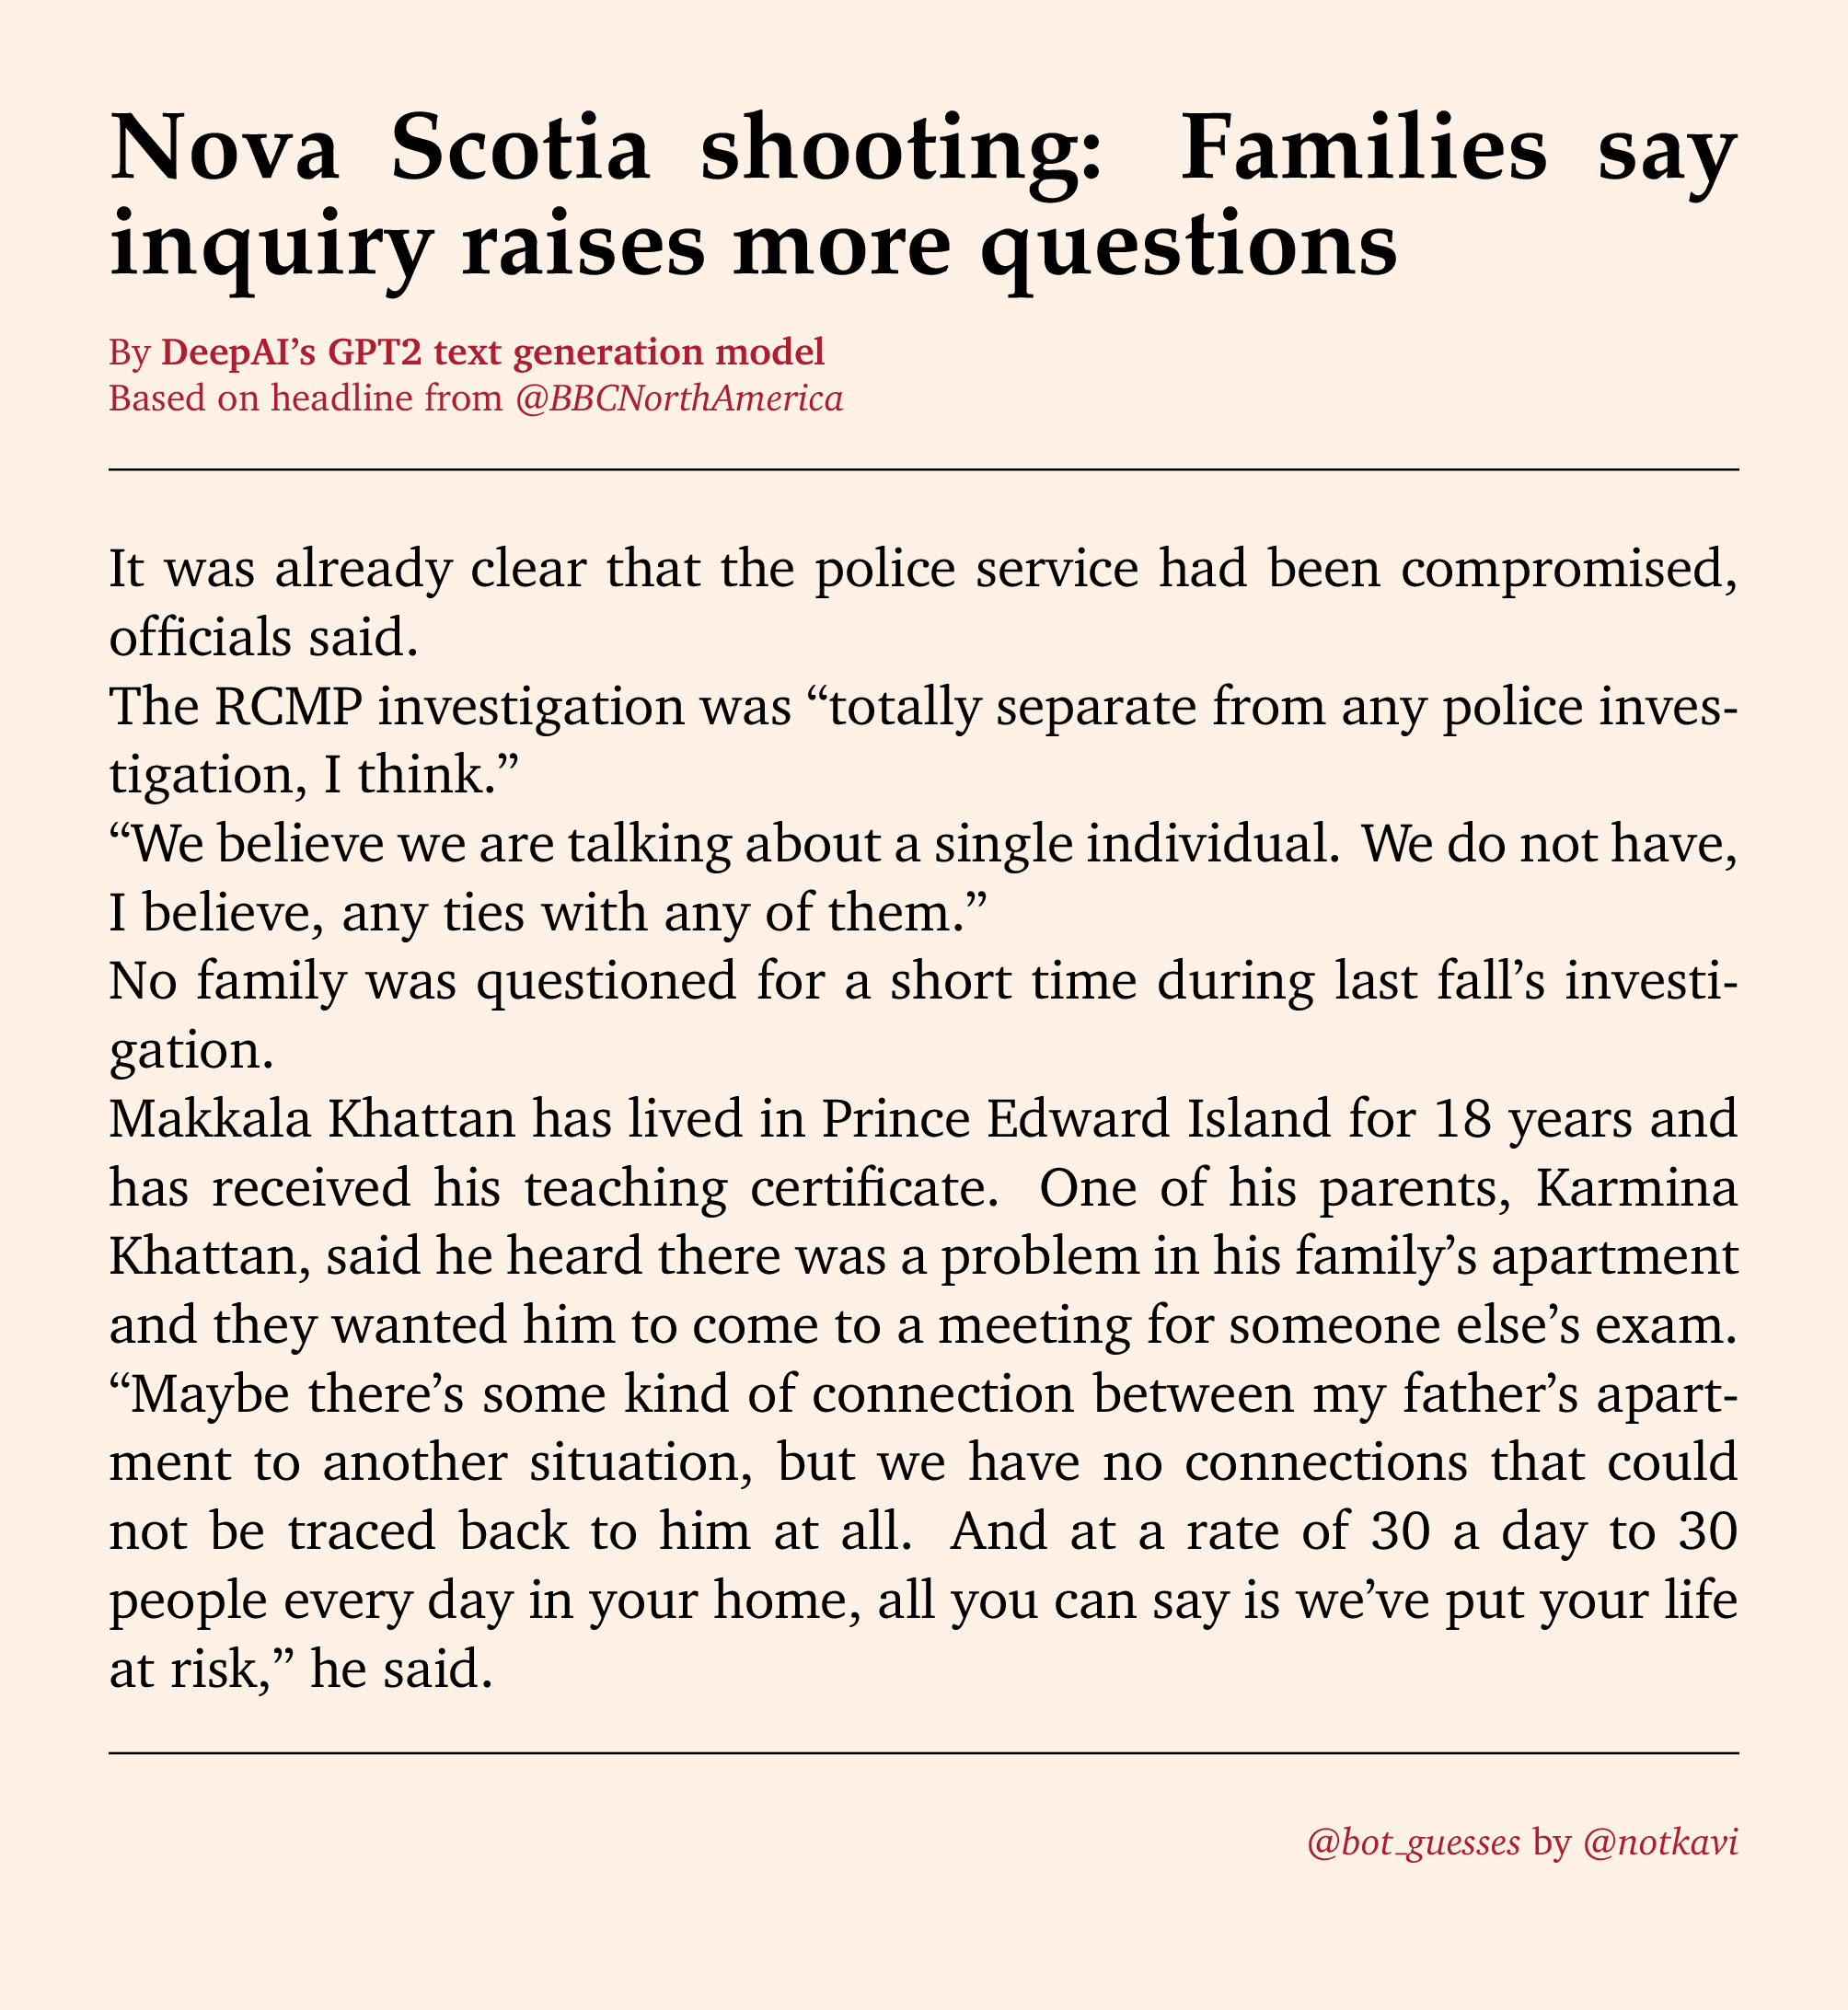 Nova Scotia shooting: Families say
inquiry raises more questions
By DeepAI’s GPT2 text generation model
Based on headline from @BBCNorthAmerica
It was already clear that the police service had been compromised,
officials said.
The RCMP investigation was “totally separate from any police inves-
tigation, I think.”
“We believe we are talking about a single individual. We do not have,
I believe, any ties with any of them.”
No family was questioned for a short time during last fall’s investi-
gation.
Makkala Khattan has lived in Prince Edward Island for 18 years and
has received his teaching certificate. One of his parents, Karmina
Khattan, said he heard there was a problem in his family’s apartment
and they wanted him to come to a meeting for someone else’s exam.
“Maybe there’s some kind of connection between my father’s apart-
ment to another situation, but we have no connections that could
not be traced back to him at all. And at a rate of 30 a day to 30
people every day in your home, all you can say is we’ve put your life
at risk,” he said.
@bot_guesses by @notkavi